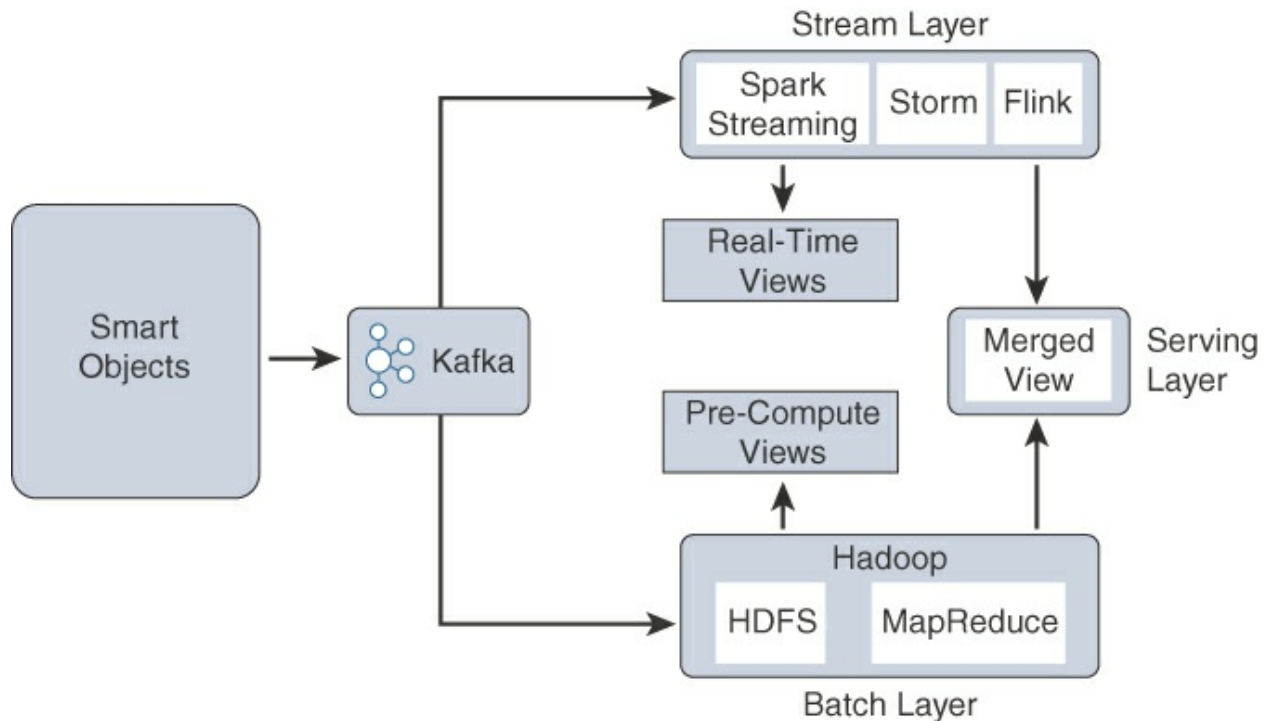 Stream Layer
Spark
Streaming
Storm
Flink
Real-Time
Views
Smart
Objects
Kafka
Merged
View
Serving
Layer
Pre-Compute
Views
Hadoop
HDFS
MapReduce
Batch Layer